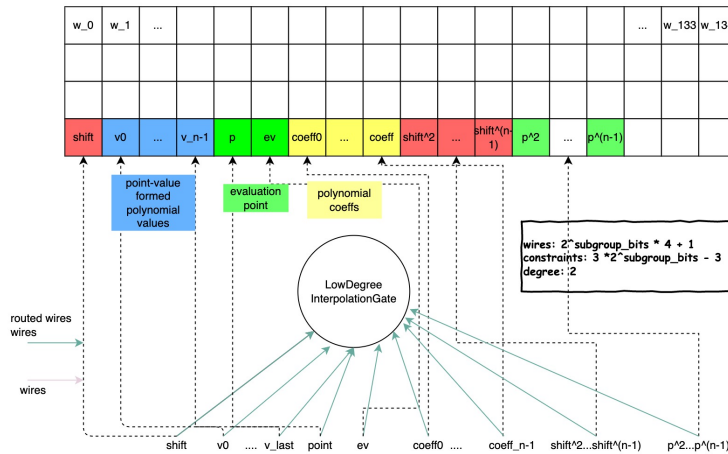 w_0 w_1 ... ... w_133 w_13
shift v0 ... v_n-1 p ev coeff0 ... coeff shift^2 ... shift^(n-1) p^2 ... p^(n-1)
point-value
formed
polynomial
values
evaluation
point
polynomial
coeffs
wires: 2^subgroup_bits * 4 + 1
constraints: 3 *2^subgroup_bits - 3
degree: 2
LowDegree
InterpolationGate
routed wires
wires
wires
shift v0 .... v_last point ev coeff0 .... coeff_n-1 shift^2...shift^(n-1) p^2...p^(n-1)